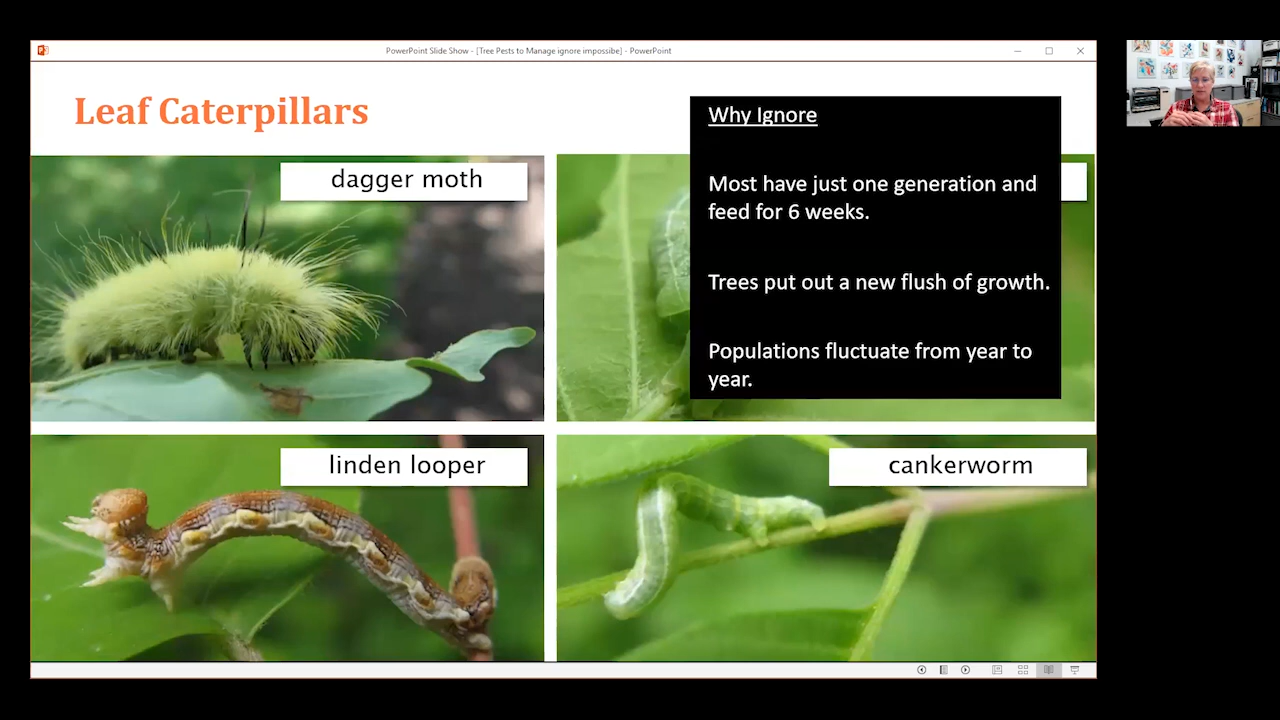 PowerPoint Slide Show - [Tree Pests to Manage ignore impossibe] - PowerPoint
Leaf Caterpillars
dagger moth
Why Ignore
Most have just one generation and
feed for 6 weeks.
Trees put out a new flush of growth.
Populations fluctuate from year to
year.
linden looper
cankerworm